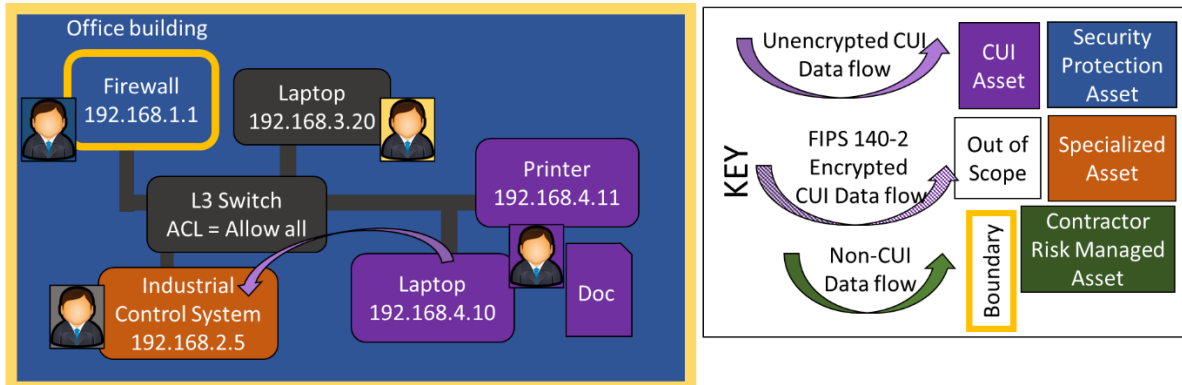 Office building
Firewall
192.168.1.1
Laptop
192.168.3.20
Printer
192.168.4.11
L3 Switch
ACL = Allow all
Industrial
Control System
192.168.2.5
Laptop
192.168.4.10
Doc
KEY
Unencrypted CUI
Data flow
CUI
Asset
Security
Protection
Asset
FIPS 140-2
Encrypted
CUI Data flow
Out of
Scope
Specialized
Asset
Non-CUI
Data flow
Boundary
Contractor
Risk Managed
Asset